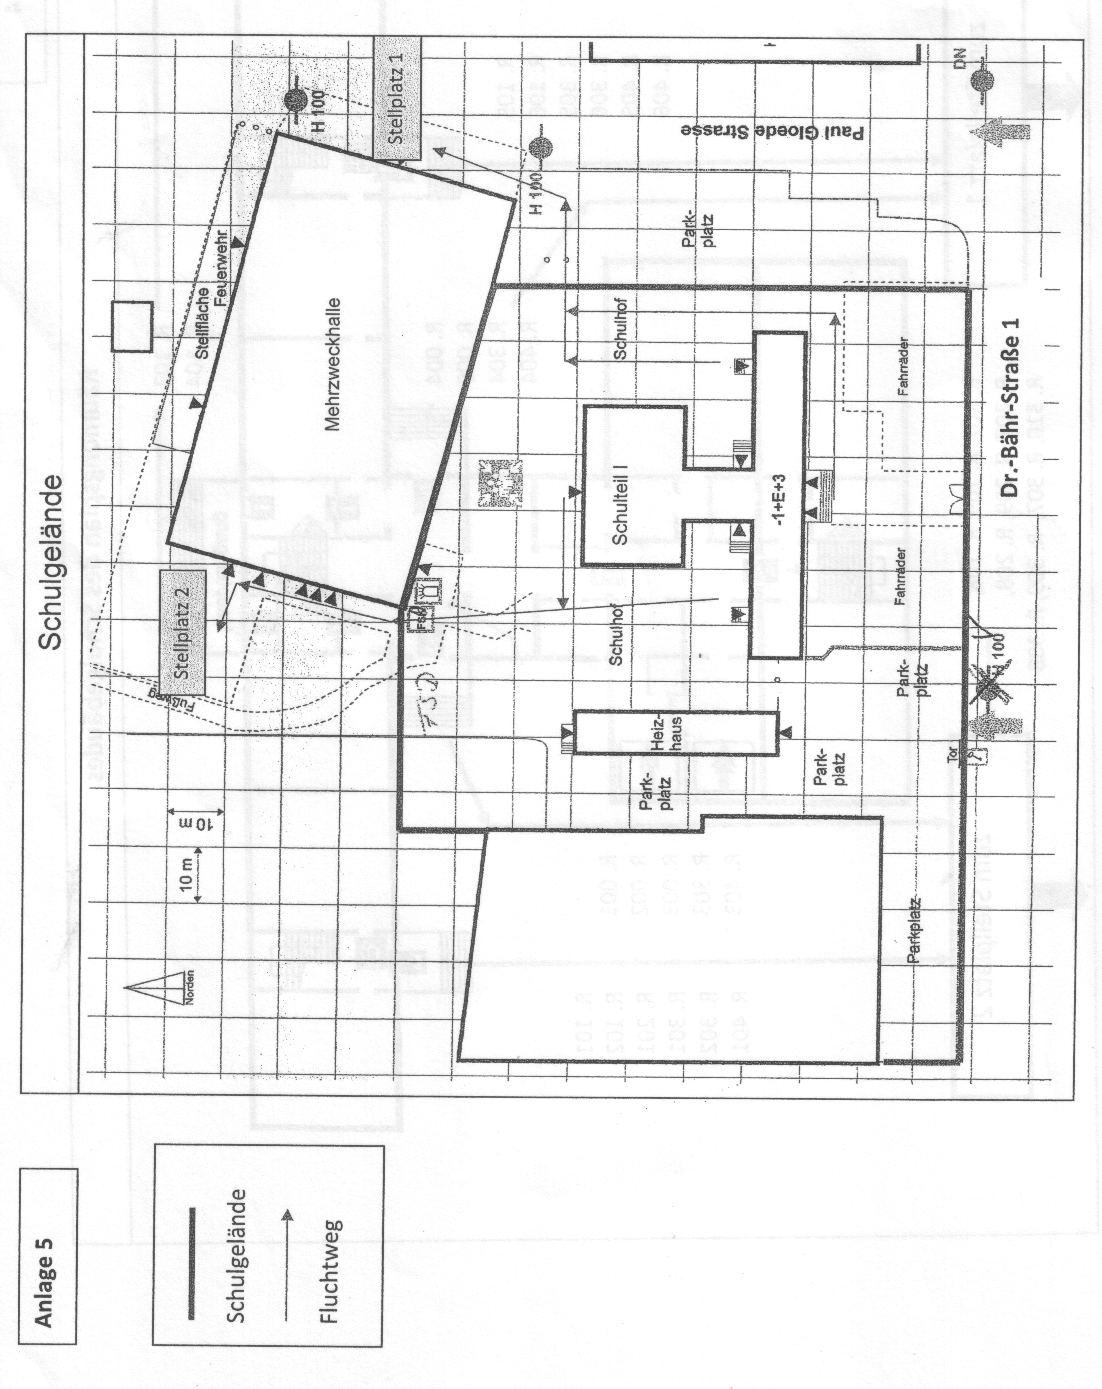 Anlage 5
Schulgelände
Fluchtweg
Schulgelände
Stellplatz 2
Stellplatz 1
Stellfläche
Feuerwehr
H 100
Mehrzweckhalle
Fußweg
10 m
10 m
Norden
FSD
H 100
Schulhof
Schulhof
Schulteil I
-1+E+3
Heiz-
haus
Park-
platz
Park-
platz
Park-
platz
Park-
platz
Parkplatz
Fahrräder
Fahrräder
Paul Gloede Strasse
DN
Tor
H 100
Dr.-Bähr-Straße 1